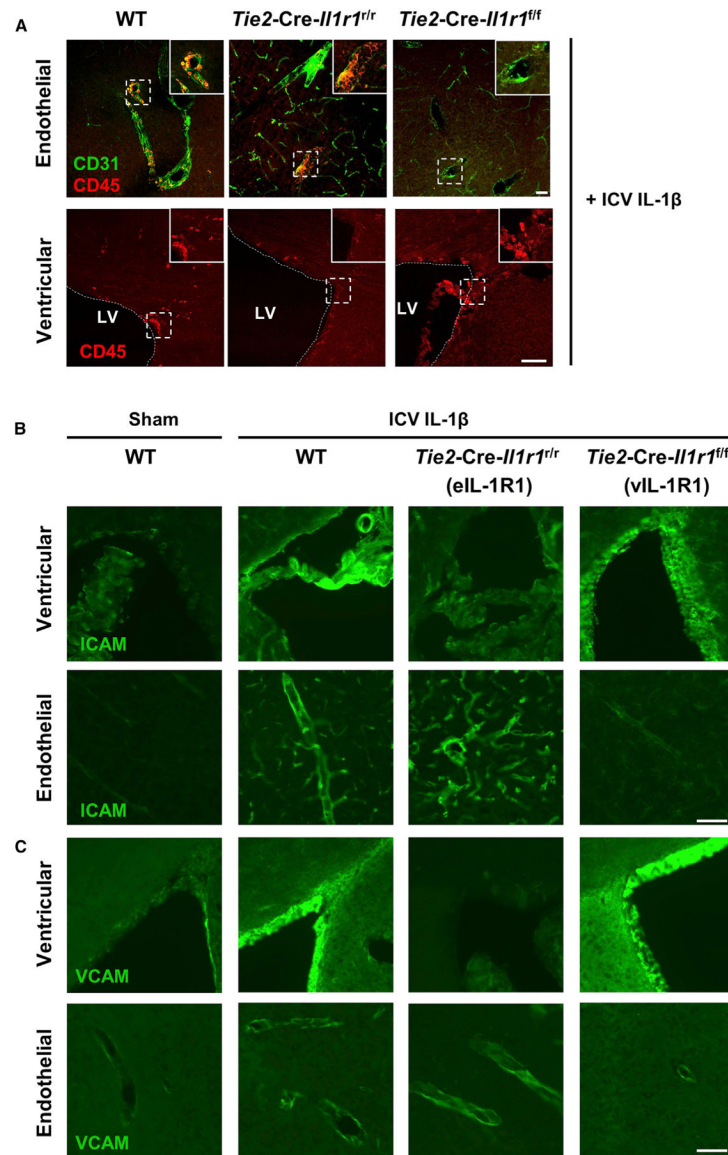 A
WT
Tie2-Cre-Il1r1r/r
Tie2-Cre-Il1r1f/f
Endothelial
CD31
CD45
+ ICV IL-1β
Ventricular
LV
LV
LV
CD45
B
Sham
ICV IL-1β
WT
WT
Tie2-Cre-Il1r1r/r
Tie2-Cre-Il1r1f/f
(eIL-1R1)
(vIL-1R1)
Ventricular
ICAM
Endothelial
ICAM
C
Ventricular
VCAM
Endothelial
VCAM